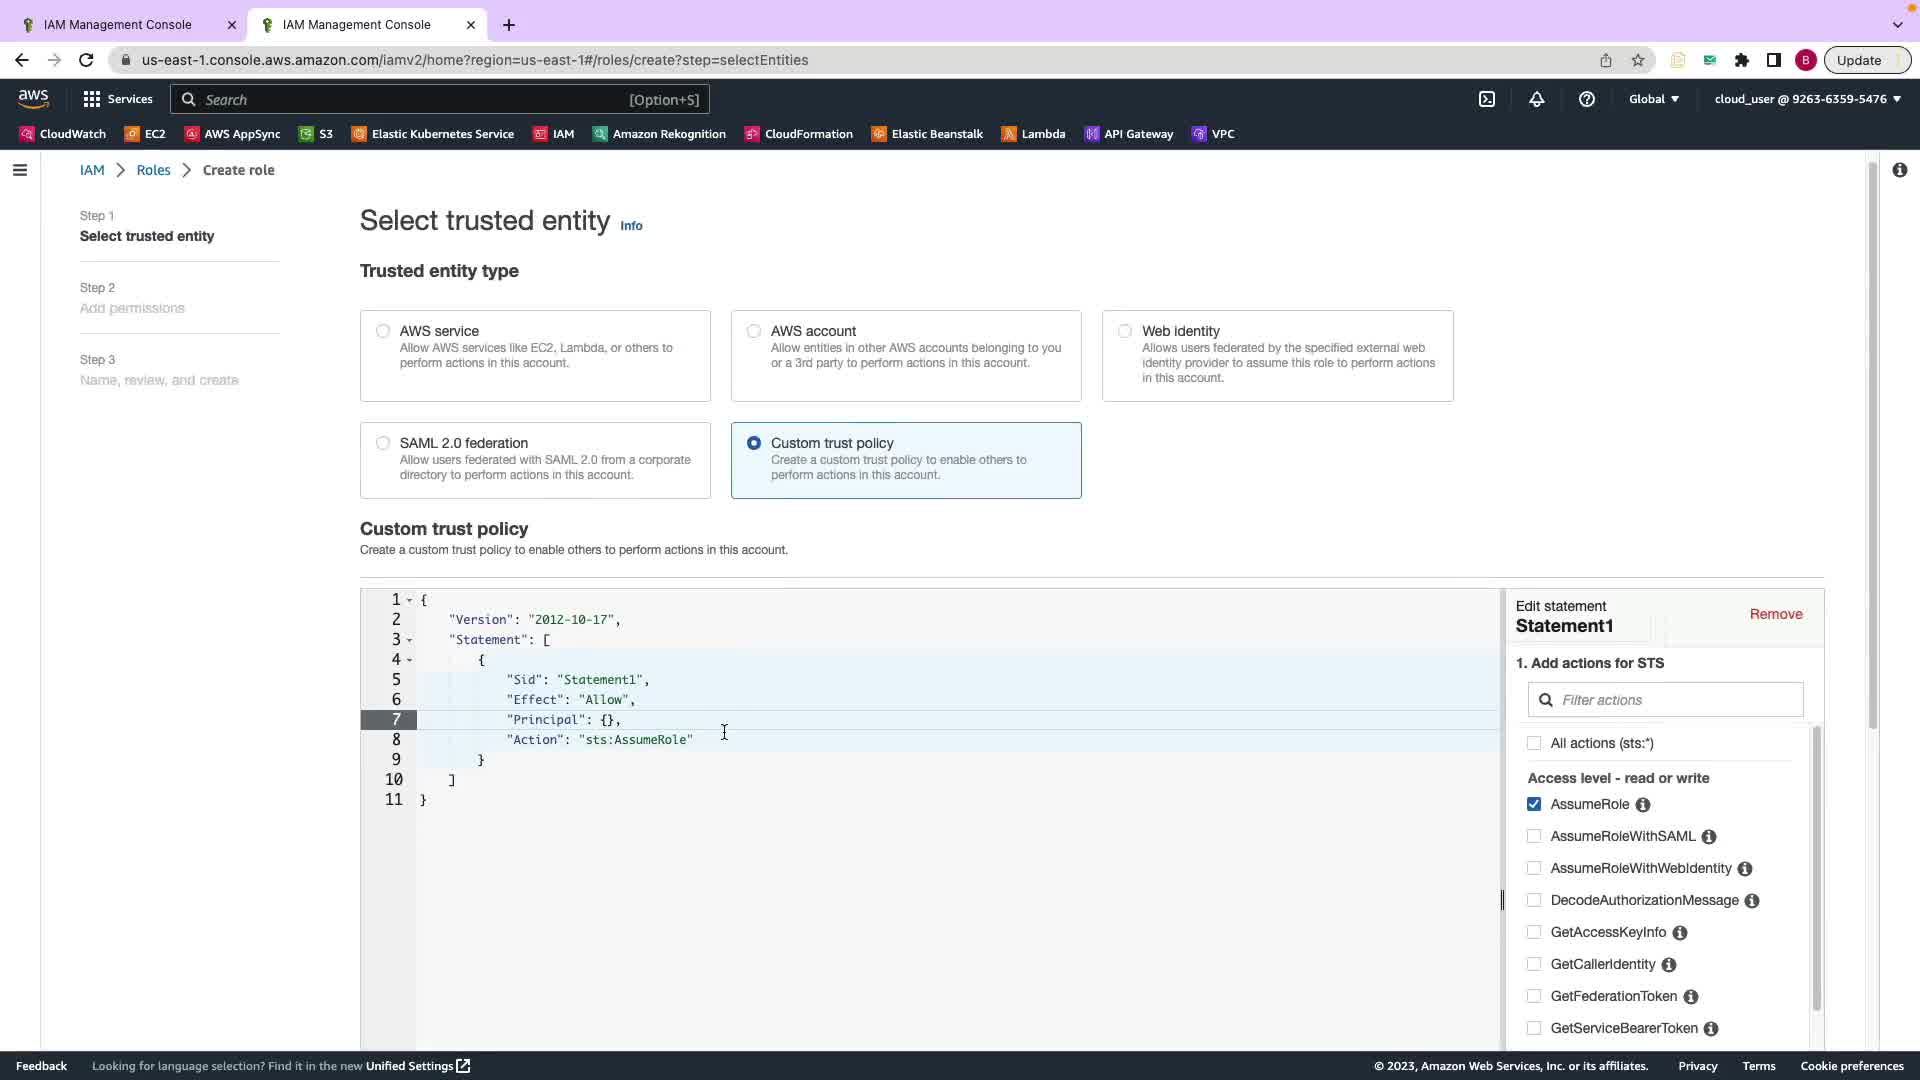 IAM Management Console
IAM Management Console
us-east-1.console.aws.amazon.com/iamv2/home?region=us-east-1#/roles/create?step=selectEntities
B
Update
aws
Services
Search
[Option+S]
Global
cloud_user @ 9263-6359-5476
CloudWatch
EC2
AWS AppSync
S3
Elastic Kubernetes Service
IAM
Amazon Rekognition
CloudFormation
Elastic Beanstalk
Lambda
API Gateway
VPC
IAM
Roles
Create role
Step 1
Select trusted entity
Step 2
Add permissions
Step 3
Name, review, and create
Select trusted entity Info
Trusted entity type
AWS service
Allow AWS services like EC2, Lambda, or others to
perform actions in this account.
AWS account
Allow entities in other AWS accounts belonging to you
or a 3rd party to perform actions in this account.
Web identity
Allows users federated by the specified external web
identity provider to assume this role to perform actions
in this account.
SAML 2.0 federation
Allow users federated with SAML 2.0 from a corporate
directory to perform actions in this account.
Custom trust policy
Create a custom trust policy to enable others to
perform actions in this account.
Custom trust policy
Create a custom trust policy to enable others to perform actions in this account.
1 {
2 "Version": "2012-10-17",
3 "Statement": [
4 {
5 "Sid": "Statement1",
6 "Effect": "Allow",
7 "Principal": {},
8 "Action": "sts:AssumeRole"
9 }
10 ]
11 }
Edit statement
Statement1
Remove
1. Add actions for STS
Filter actions
All actions (sts:*)
Access level - read or write
AssumeRole
AssumeRoleWithSAML
AssumeRoleWithWebIdentity
DecodeAuthorizationMessage
GetAccessKeyInfo
GetCallerIdentity
GetFederationToken
GetServiceBearerToken
Feedback
Looking for language selection? Find it in the new Unified Settings
© 2023, Amazon Web Services, Inc. or its affiliates.
Privacy
Terms
Cookie preferences